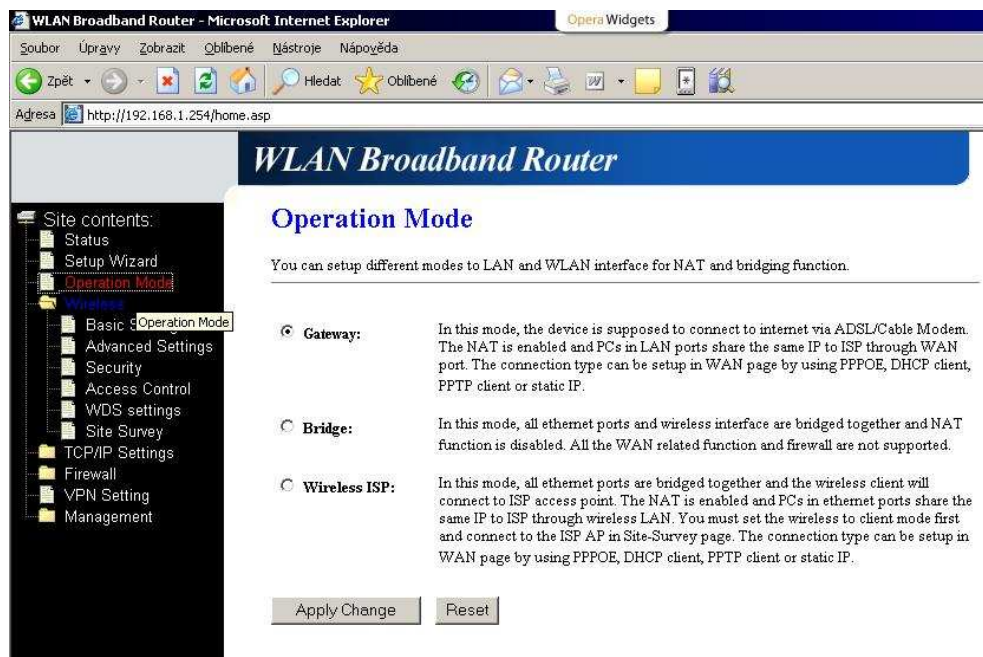 WLAN Broadband Router - Microsoft Internet Explorer
Opera Widgets
Soubor Úpravy Zobrazit Oblíbené Nástroje Nápověda
Zpět Hledat Oblíbené
Adresa http://192.168.1.254/home.asp
WLAN Broadband Router
Site contents:
Status
Setup Wizard
Operation Mode
Wireless
Basic S
Operation Mode
g
Advanced Settings
Security
Access Control
WDS settings
Site Survey
TCP/IP Settings
Firewall
VPN Setting
Management
Operation Mode
You can setup different modes to LAN and WLAN interface for NAT and bridging function.
Gateway:
In this mode, the device is supposed to connect to internet via ADSL/Cable Modem.
The NAT is enabled and PCs in LAN ports share the same IP to ISP through WAN
port. The connection type can be setup in WAN page by using PPPOE, DHCP client,
PPTP client or static IP.
Bridge:
In this mode, all ethernet ports and wireless interface are bridged together and NAT
function is disabled. All the WAN related function and firewall are not supported.
Wireless ISP:
In this mode, all ethernet ports are bridged together and the wireless client will
connect to ISP access point. The NAT is enabled and PCs in ethernet ports share the
same IP to ISP through wireless LAN. You must set the wireless to client mode first
and connect to the ISP AP in Site-Survey page. The connection type can be setup in
WAN page by using PPPOE, DHCP client, PPTP client or static IP.
Apply Change Reset